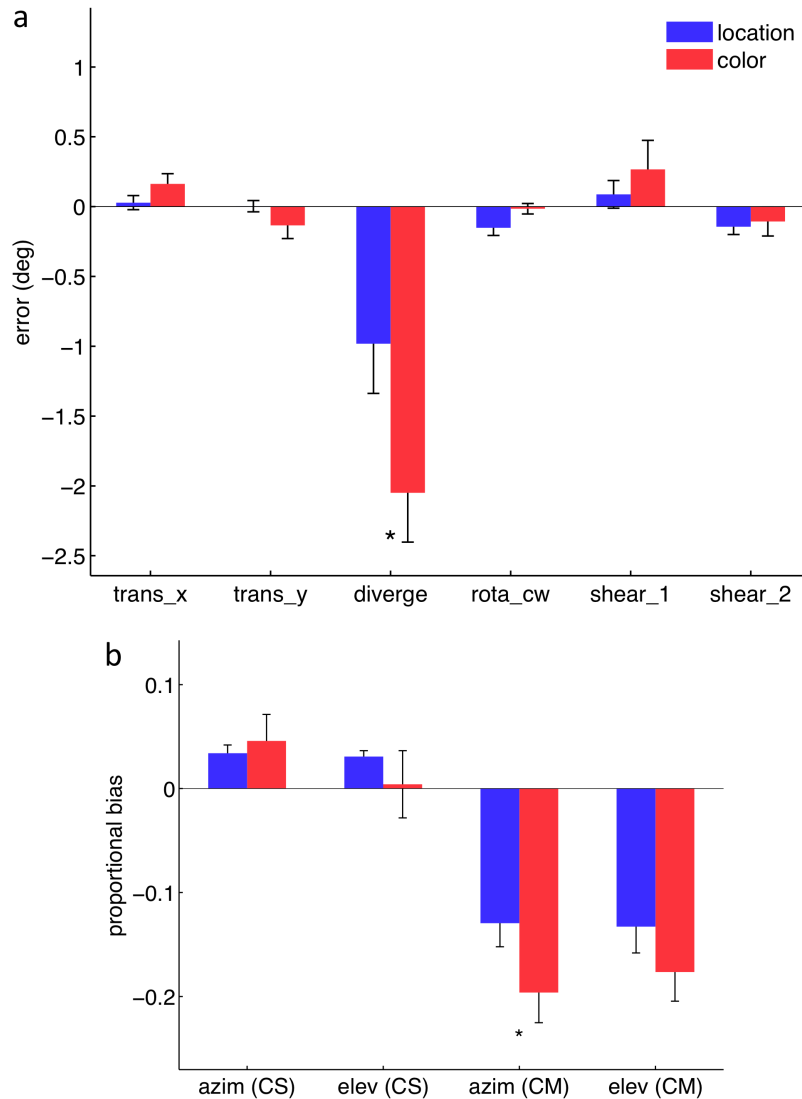 a
location
color
1
0.5
0
−0.5
−1
−1.5
−2
−2.5
error (deg)
*
trans_x trans_y diverge rota_cw shear_1 shear_2
b
0.1
0
−0.1
−0.2
proportional bias
*
azim (CS) elev (CS) azim (CM) elev (CM)